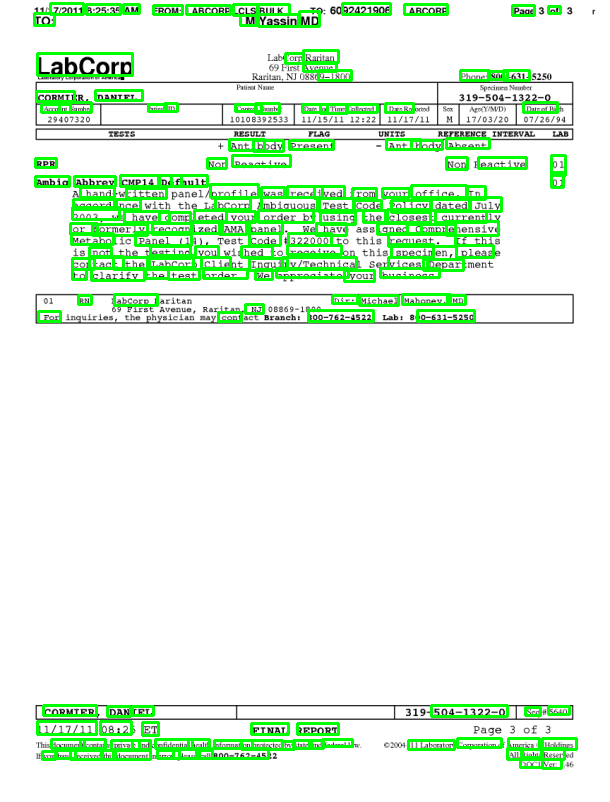 11/17/2011 8:25:35 AM FROM: LABCORP LCLS BULK TO: 6092421906 LABCORP Page 3 of 3
TO: M Yassin MD
LabCorp Raritan
LabCorp
69 First Avenue
Raritan, NJ 08869-1800 Phone: 800-631-5250
Patient Name Specimen Number
CORMIER, DANIEL 319-504-1322-0
Account Number Patient ID Control Number Date Time Collected Date Reported Sex Age(Y/M/D) Date of Birth
29407320 10108392533 11/15/11 12:22 11/17/11 M 17/03/20 07/26/94
TESTS RESULT FLAG UNITS REFERENCE INTERVAL LAB
+ Antibody Present - Antibody Absent
RPR Non Reactive Non Reactive 01
Ambig Abbrev CMP14 Default 01
A hand-written panel/profile was received from your office. In
accordance with the LabCorp Ambiguous Test Code Policy dated July
2003, we have completed your order by using the closest currently
or formerly recognized AMA panel. We have assigned Comprehensive
Metabolic Panel (14), Test Code #322000 to this request. If this
is not the testing you wished to receive on this specimen, please
contact the LabCorp Client Inquiry/Technical Services Department
to clarify the test order. We appreciate your business.
01 RN LabCorp Raritan Dir: Michael Mahoney, MD
69 First Avenue, Raritan, NJ 08869-1800
For inquiries, the physician may contact Branch: 800-762-4522 Lab: 800-631-5250
CORMIER, DANIEL 319-504-1322-0 Seq # 5640
11/17/11 08:25 ET FINAL REPORT Page 3 of 3
This document contains private and confidential health information protected by state and federal law. ©2004-11 Laboratory Corporation of America Holdings
If you have received this document in error, please call 800-762-4522 All Rights Reserved
DOC1 Ver: 1.46